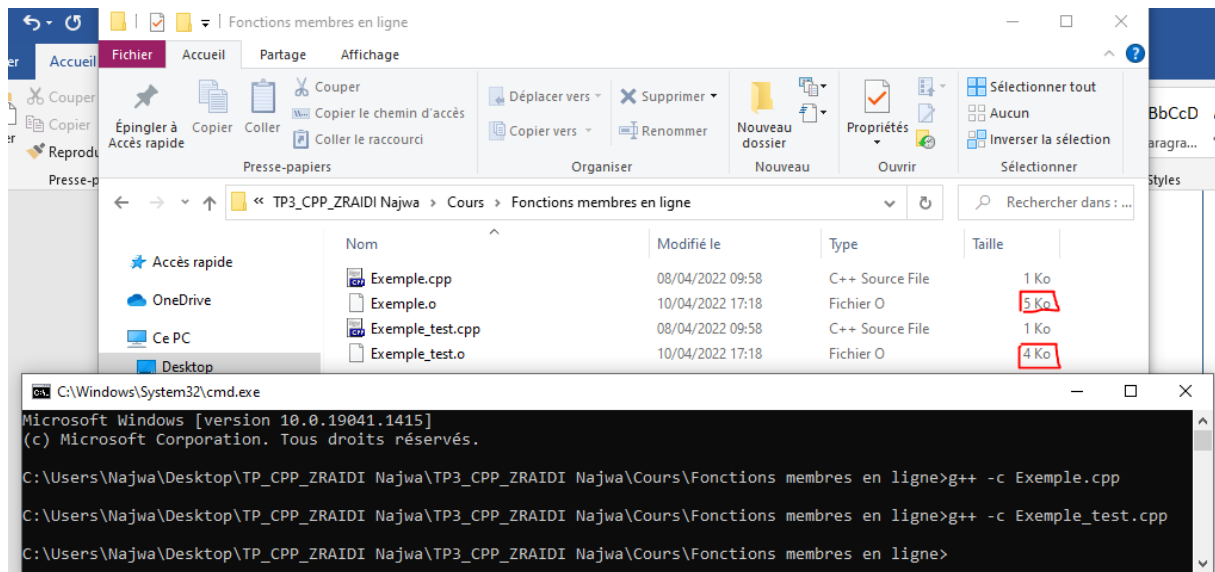 Fonctions membres en ligne
er Accueil Fichier Accueil Partage Affichage
Couper
Copier
Reprodu
Presse-p
Épingler à Accès rapide
Copier
Coller
Couper
Copier le chemin d'accès
Coller le raccourci
Presse-papiers
Déplacer vers
Copier vers
Supprimer
Renommer
Organiser
Nouveau dossier
Nouveau
Propriétés
Ouvrir
Sélectionner tout
Aucun
Inverser la sélection
Sélectionner
BbCcD
aragra...
Styles
« TP3_CPP_ZRAIDI Najwa > Cours > Fonctions membres en ligne
Rechercher dans : ...
Accès rapide
OneDrive
Ce PC
Desktop
Nom Modifié le Type Taille
Exemple.cpp 08/04/2022 09:58 C++ Source File 1 Ko
Exemple.o 10/04/2022 17:18 Fichier O 5 Ko
Exemple_test.cpp 08/04/2022 09:58 C++ Source File 1 Ko
Exemple_test.o 10/04/2022 17:18 Fichier O 4 Ko
C:\Windows\System32\cmd.exe
Microsoft Windows [version 10.0.19041.1415]
(c) Microsoft Corporation. Tous droits réservés.
C:\Users\Najwa\Desktop\TP_CPP_ZRAIDI Najwa\TP3_CPP_ZRAIDI Najwa\Cours\Fonctions membres en ligne>g++ -c Exemple.cpp
C:\Users\Najwa\Desktop\TP_CPP_ZRAIDI Najwa\TP3_CPP_ZRAIDI Najwa\Cours\Fonctions membres en ligne>g++ -c Exemple_test.cpp
C:\Users\Najwa\Desktop\TP_CPP_ZRAIDI Najwa\TP3_CPP_ZRAIDI Najwa\Cours\Fonctions membres en ligne>